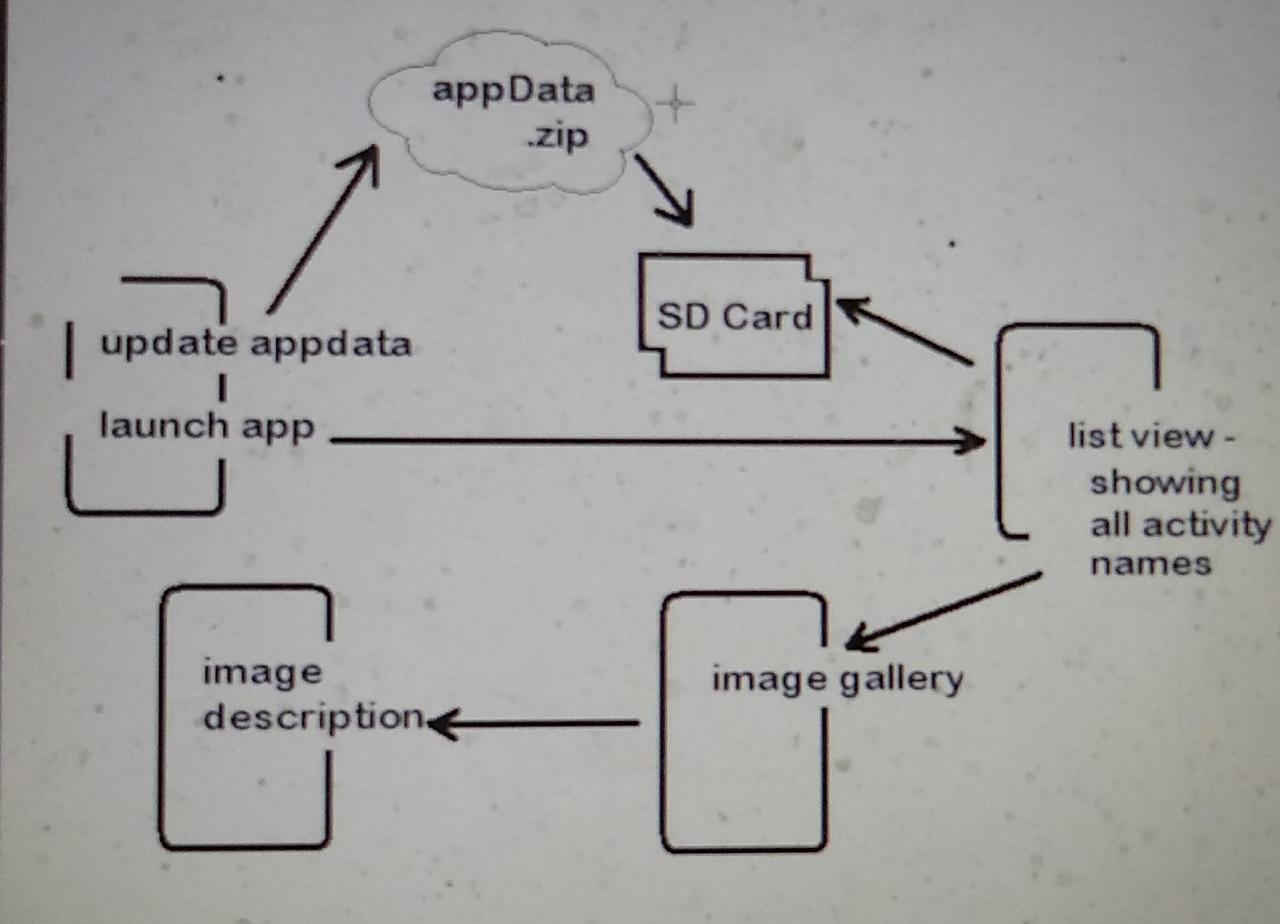 appData
.zip
SD Card
update appdata
launch app
list view -
showing
all activity
names
image
description
image gallery